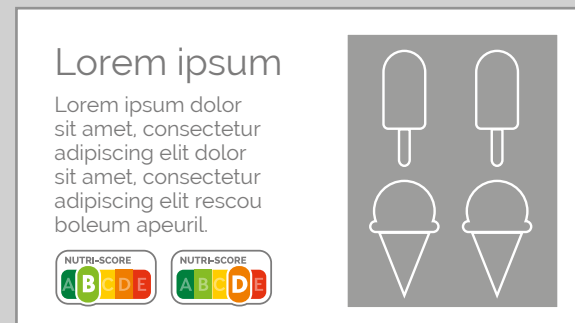 Lorem ipsum
Lorem ipsum dolor
sit amet, consectetur
adipiscing elit dolor
sit amet, consectetur
adipiscing elit rescou
boleum apeuril.
NUTRI-SCORE NUTRI-SCORE
A B C D E A B C D E